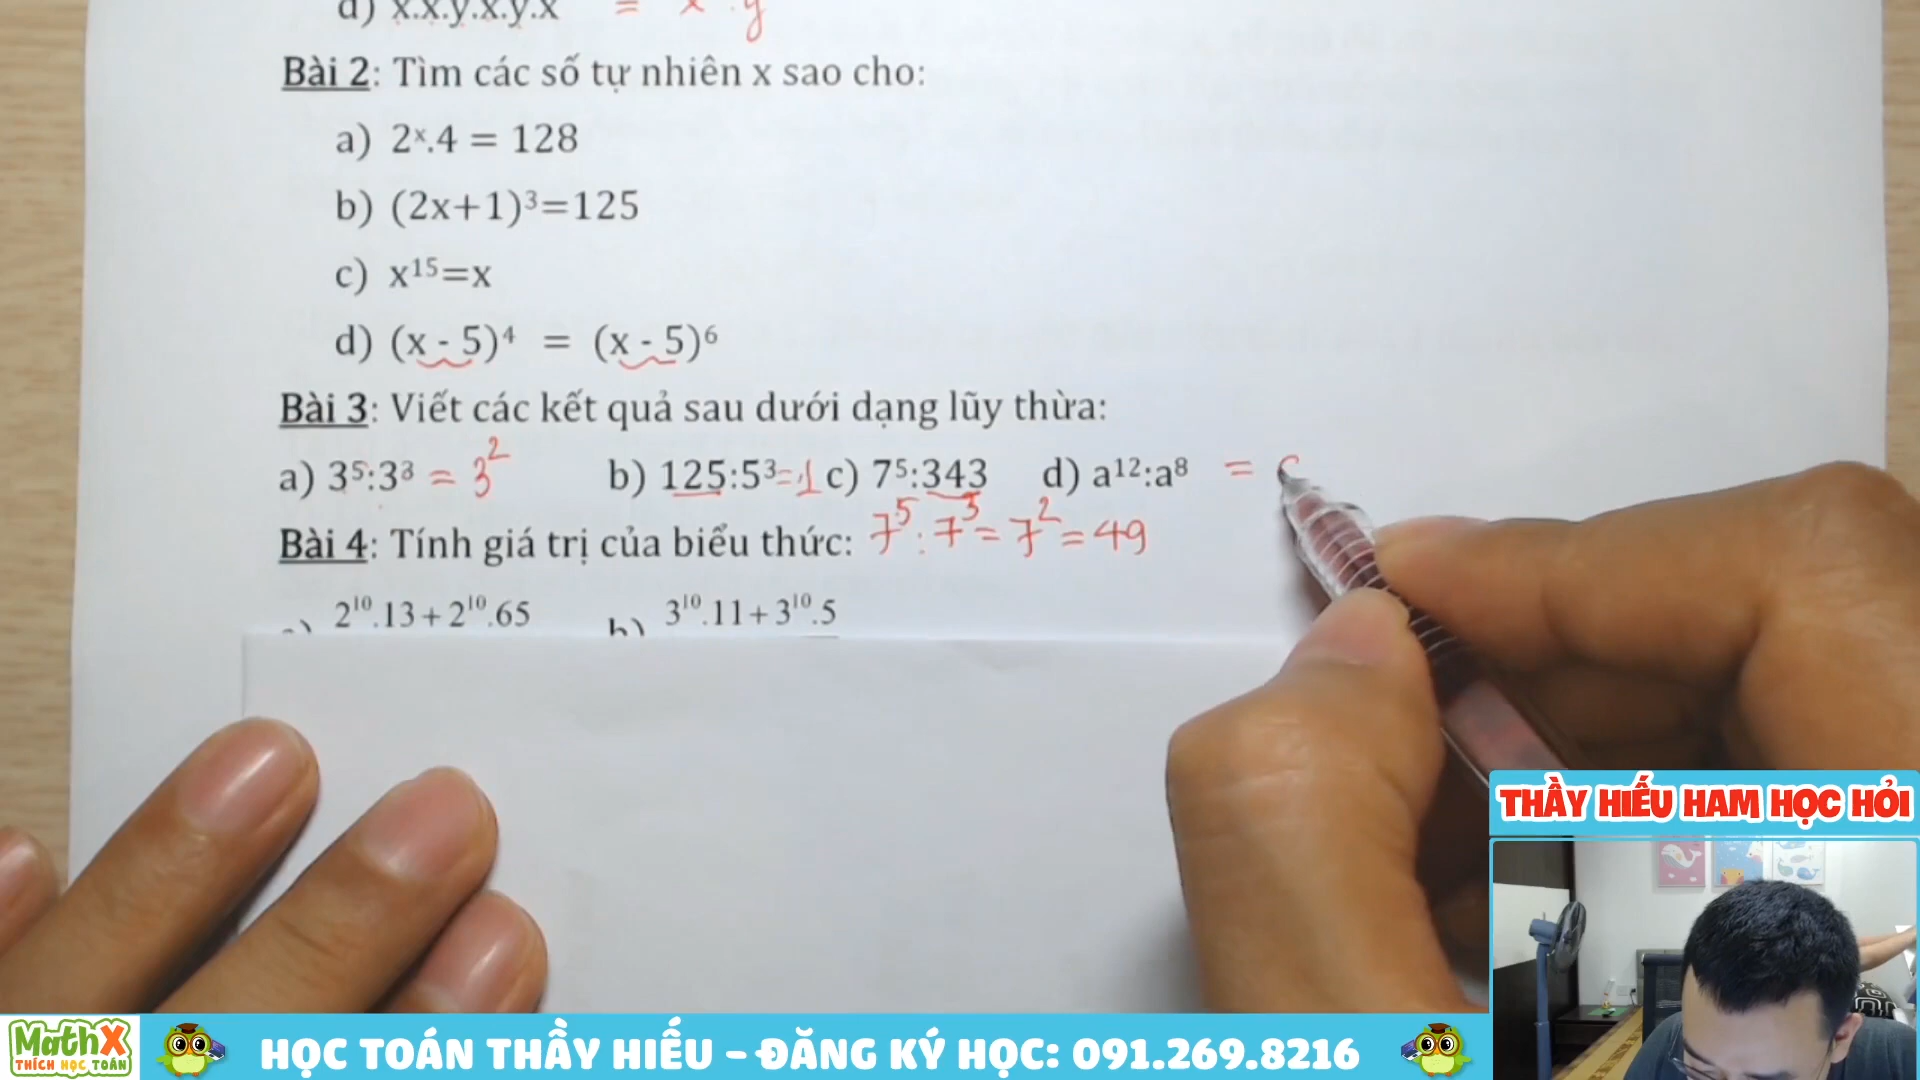 d) x.x.y.x.y.x = x . y
Bài 2: Tìm các số tự nhiên x sao cho:
a) 2ˣ.4 = 128
b) (2x+1)³=125
c) x¹⁵=x
d) (x - 5)⁴ = (x - 5)⁶
Bài 3: Viết các kết quả sau dưới dạng lũy thừa:
a) 3⁵:3³ = 3² b) 125:5³=1 c) 7⁵:343 d) a¹²:a⁸ =
7⁵:7³=7²=49
Bài 4: Tính giá trị của biểu thức:
2¹⁰.13+2¹⁰.65 b) 3¹⁰.11+3¹⁰.5
THẦY HIẾU HAM HỌC HỎI
MathX
THÍCH HỌC TOÁN
HỌC TOÁN THẦY HIẾU - ĐĂNG KÝ HỌC: 091.269.8216